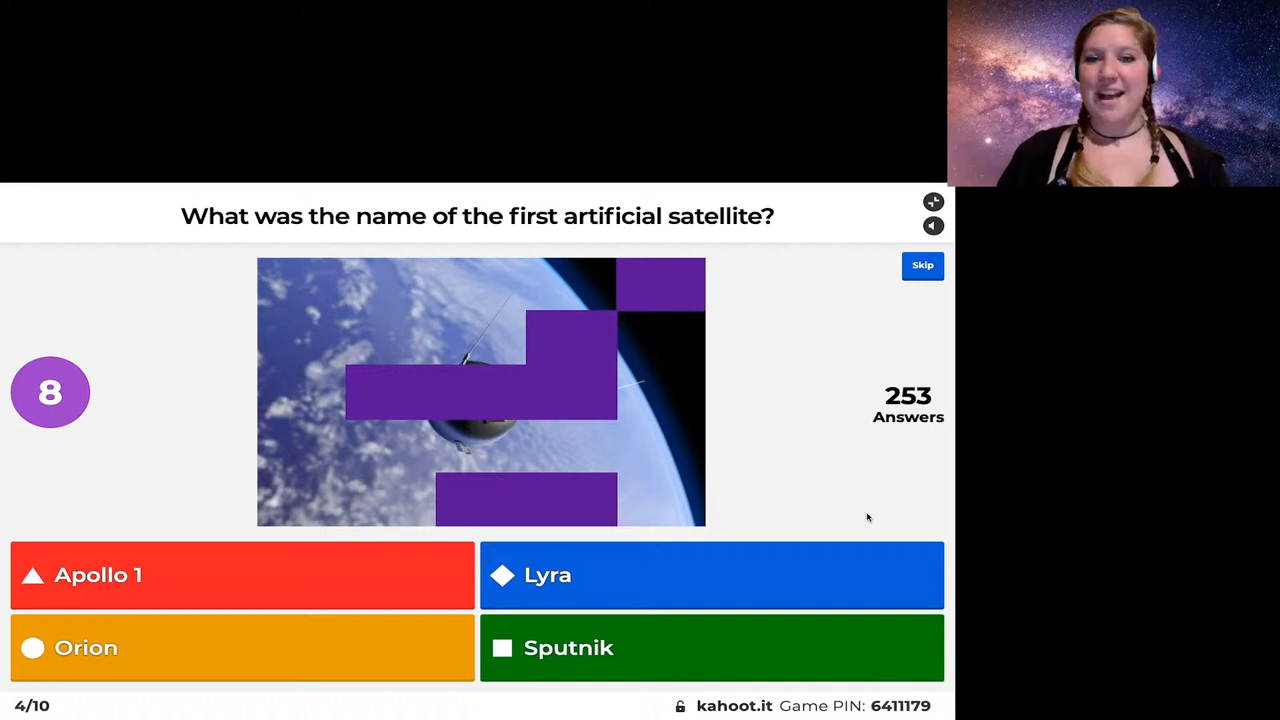 What was the name of the first artificial satellite?
Skip
8
253
Answers
Apollo 1
Lyra
Orion
Sputnik
4/10
kahoot.it Game PIN: 6411179